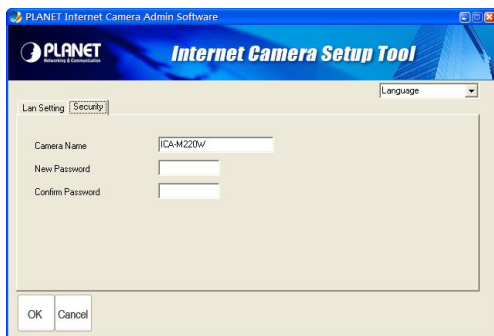 PLANET Internet Camera Admin Software
PLANET
Networking & Communication
Internet Camera Setup Tool
Language
Lan Setting Security
Camera Name ICA-M220W
New Password
Confirm Password
OK Cancel